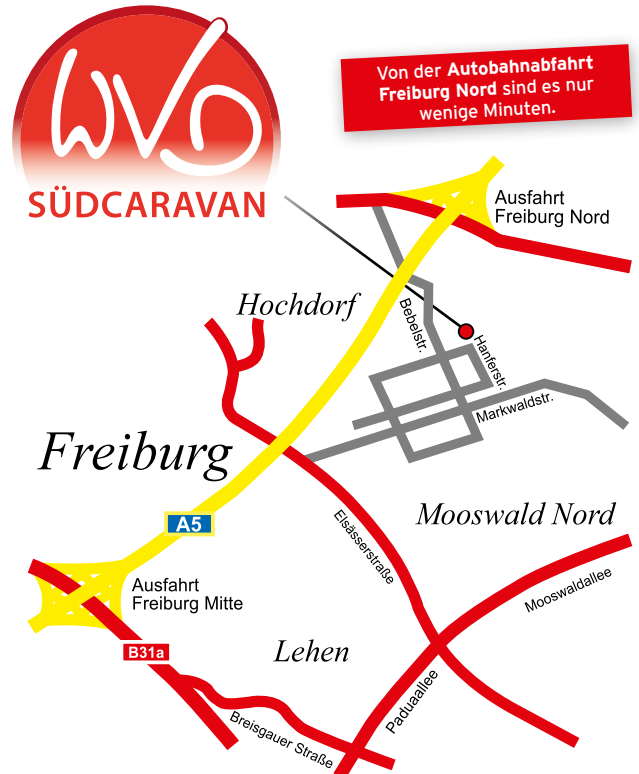 WVD
SÜDCARAVAN
Von der Autobahnabfahrt
Freiburg Nord sind es nur
wenige Minuten.
Ausfahrt
Freiburg Nord
Hochdorf
Bebelstr.
Hanferstr.
Markwaldstr.
Freiburg
A5
Elsässerstraße
Mooswald Nord
Ausfahrt
Freiburg Mitte
Mooswaldallee
B31a
Lehen
Paduaallee
Breisgauer Straße